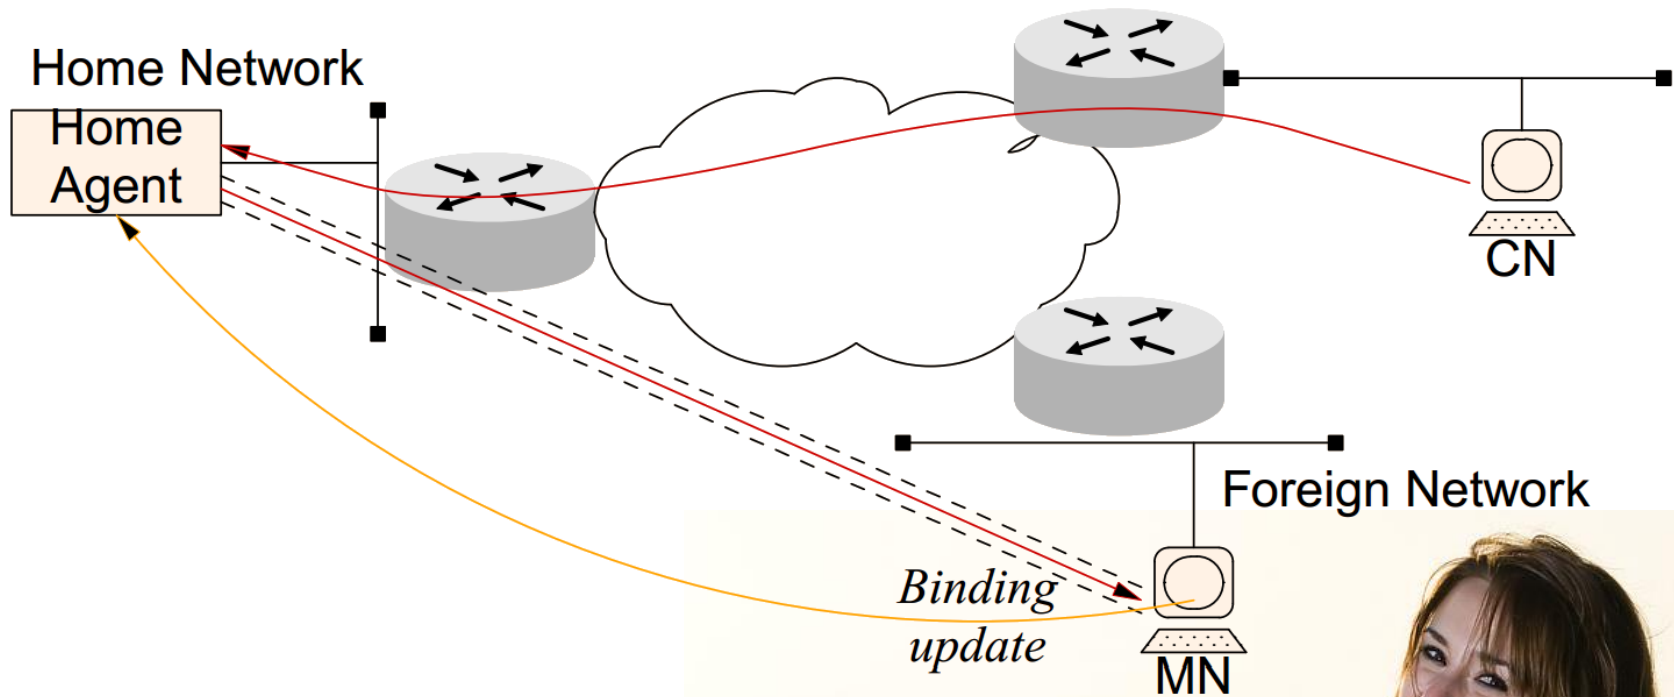 Home Network
Home
Agent
CN
Foreign Network
Binding
update
MN